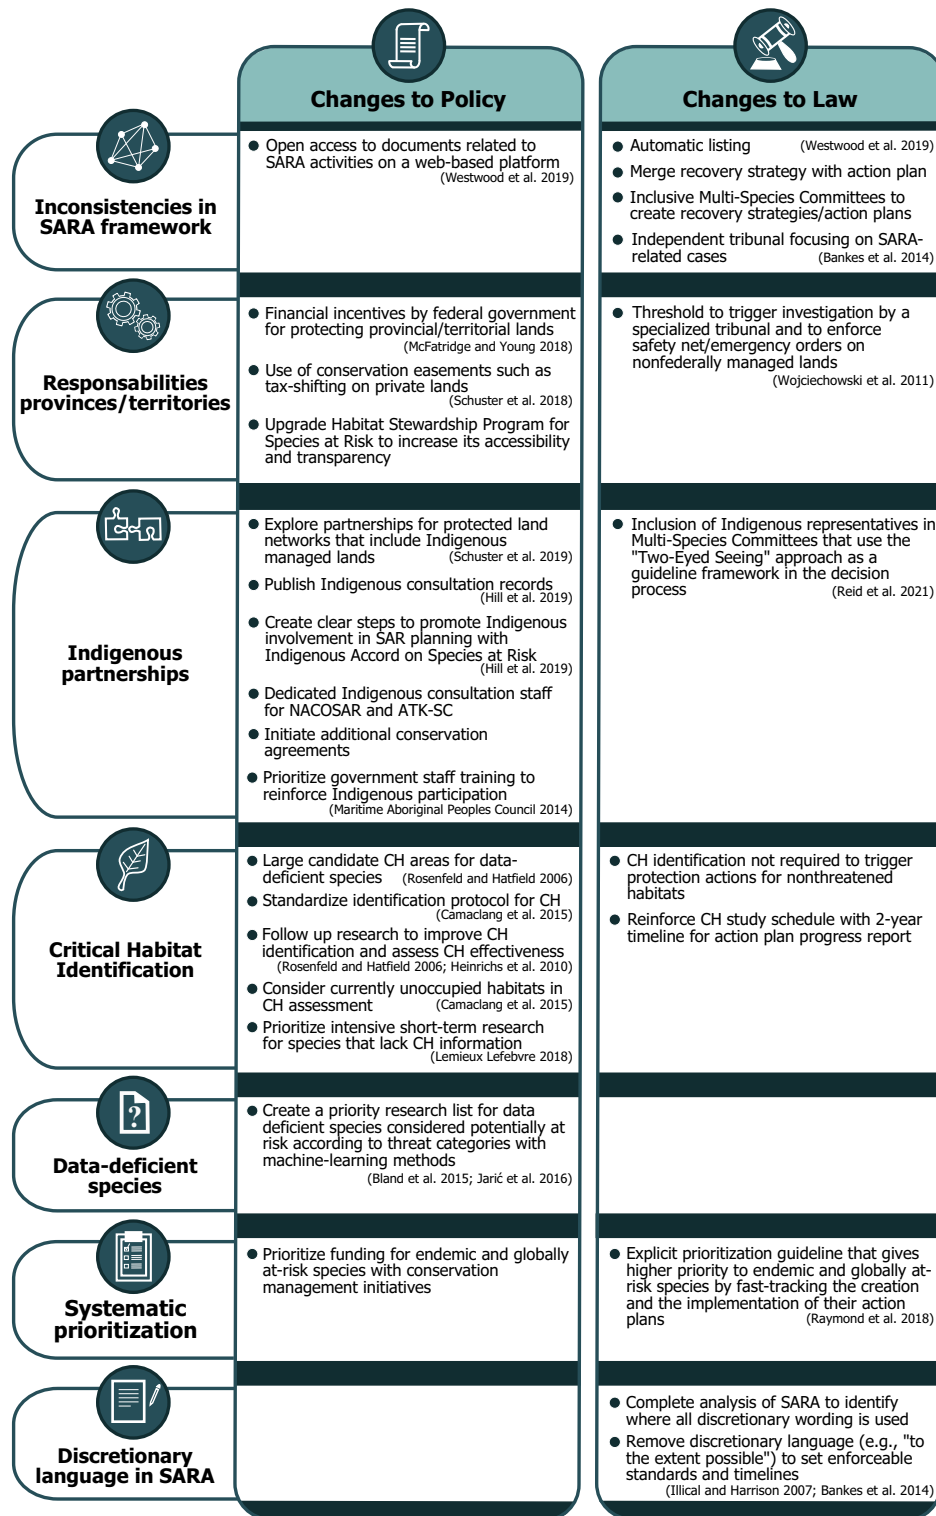 Changes to Policy
Changes to Law
Inconsistencies in
SARA framework
● Open access to documents related to
SARA activities on a web-based platform
(Westwood et al. 2019)
● Automatic listing (Westwood et al. 2019)
● Merge recovery strategy with action plan
● Inclusive Multi-Species Committees to
create recovery strategies/action plans
● Independent tribunal focusing on SARA-
related cases (Bankes et al. 2014)
Responsabilities
provinces/territories
● Financial incentives by federal government
for protecting provincial/territorial lands
(McFatridge and Young 2018)
● Use of conservation easements such as
tax-shifting on private lands
(Schuster et al. 2018)
● Upgrade Habitat Stewardship Program for
Species at Risk to increase its accessibility
and transparency
● Threshold to trigger investigation by a
specialized tribunal and to enforce
safety net/emergency orders on
nonfederally managed lands
(Wojciechowski et al. 2011)
Indigenous
partnerships
● Explore partnerships for protected land
networks that include Indigenous
managed lands (Schuster et al. 2019)
● Publish Indigenous consultation records
(Hill et al. 2019)
● Create clear steps to promote Indigenous
involvement in SAR planning with
Indigenous Accord on Species at Risk
(Hill et al. 2019)
● Dedicated Indigenous consultation staff
for NACOSAR and ATK-SC
● Initiate additional conservation
agreements
● Prioritize government staff training to
reinforce Indigenous participation
(Maritime Aboriginal Peoples Council 2014)
● Inclusion of Indigenous representatives in
Multi-Species Committees that use the
"Two-Eyed Seeing" approach as a
guideline framework in the decision
process (Reid et al. 2021)
Critical Habitat
Identification
● Large candidate CH areas for data-
deficient species (Rosenfeld and Hatfield 2006)
● Standardize identification protocol for CH
(Camaclang et al. 2015)
● Follow up research to improve CH
identification and assess CH effectiveness
(Rosenfeld and Hatfield 2006; Heinrichs et al. 2010)
● Consider currently unoccupied habitats in
CH assessment (Camaclang et al. 2015)
● Prioritize intensive short-term research
for species that lack CH information
(Lemieux Lefebvre 2018)
● CH identification not required to trigger
protection actions for nonthreatened
habitats
● Reinforce CH study schedule with 2-year
timeline for action plan progress report
?
Data-deficient
species
● Create a priority research list for data
deficient species considered potentially at
risk according to threat categories with
machine-learning methods
(Bland et al. 2015; Jarić et al. 2016)
Systematic
prioritization
● Prioritize funding for endemic and globally
at-risk species with conservation
management initiatives
● Explicit prioritization guideline that gives
higher priority to endemic and globally at-
risk species by fast-tracking the creation
and the implementation of their action
plans (Raymond et al. 2018)
Discretionary
language in SARA
● Complete analysis of SARA to identify
where all discretionary wording is used
● Remove discretionary language (e.g., "to
the extent possible") to set enforceable
standards and timelines
(Illical and Harrison 2007; Bankes et al. 2014)